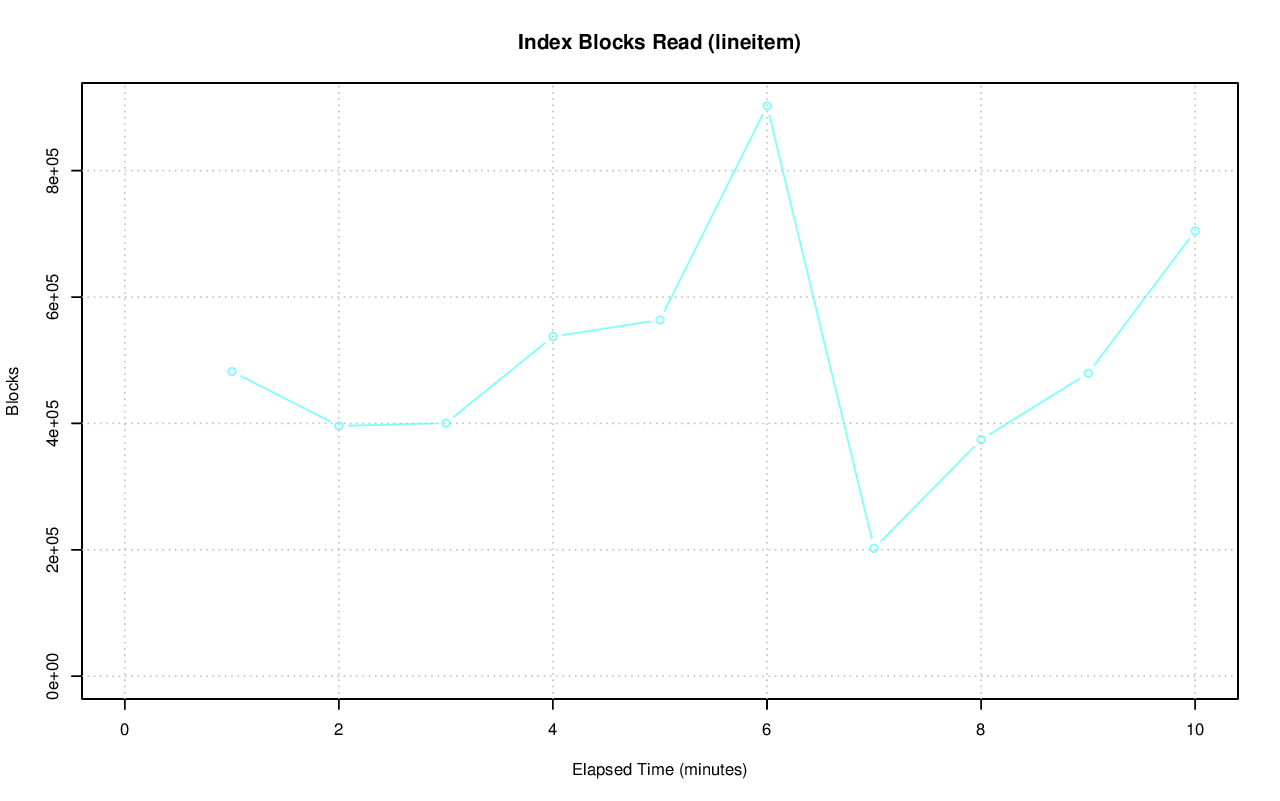 Index Blocks Read (lineitem)
Blocks
8e+05
6e+05
4e+05
2e+05
0e+00
0 2 4 6 8 10
Elapsed Time (minutes)